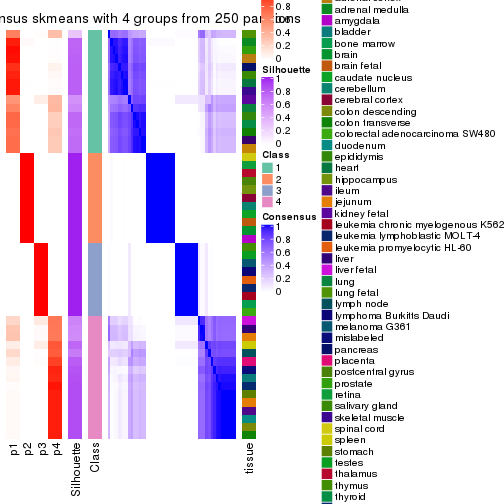 nsus skmeans with 4 groups from 250 partitions
0.8
0.6
0.4
0.2
0
Silhouette
1
0.8
0.6
0.4
0.2
0
Class
1
2
3
4
Consensus
1
0.8
0.6
0.4
0.2
0
p1
p2
p3
p4
Silhouette
Class
tissue
adrenal medulla
amygdala
bladder
bone marrow
brain
brain fetal
caudate nucleus
cerebellum
cerebral cortex
colon descending
colon transverse
colorectal adenocarcinoma SW480
duodenum
epididymis
heart
hippocampus
ileum
jejunum
kidney fetal
leukemia chronic myelogenous K562
leukemia lymphoblastic MOLT-4
leukemia promyelocytic HL-60
liver
liver fetal
lung
lung fetal
lymph node
lymphoma Burkitts Daudi
melanoma G361
mislabeled
pancreas
placenta
postcentral gyrus
prostate
retina
salivary gland
skeletal muscle
spinal cord
spleen
stomach
testes
thalamus
thymus
thyroid